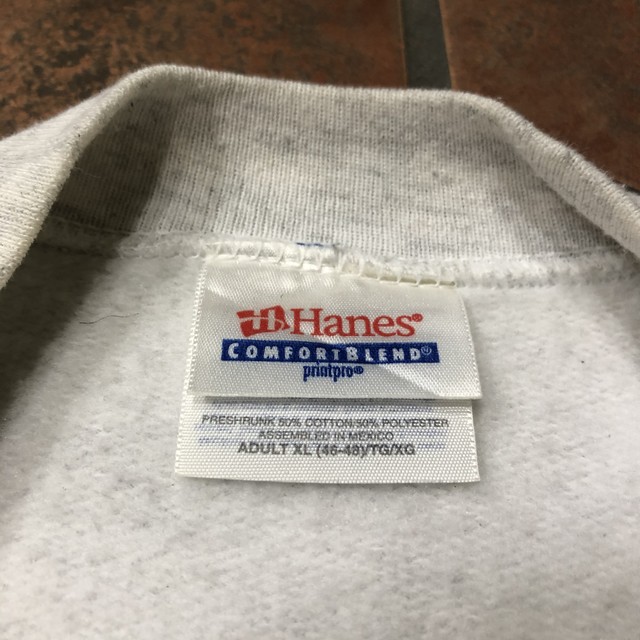 Hanes®
COMFORTBLEND®
printpro®
PRESHRUNK 50% COTTON/50% POLYESTER
ASSEMBLED IN MEXICO
ADULT XL (46-48)/TG/XG